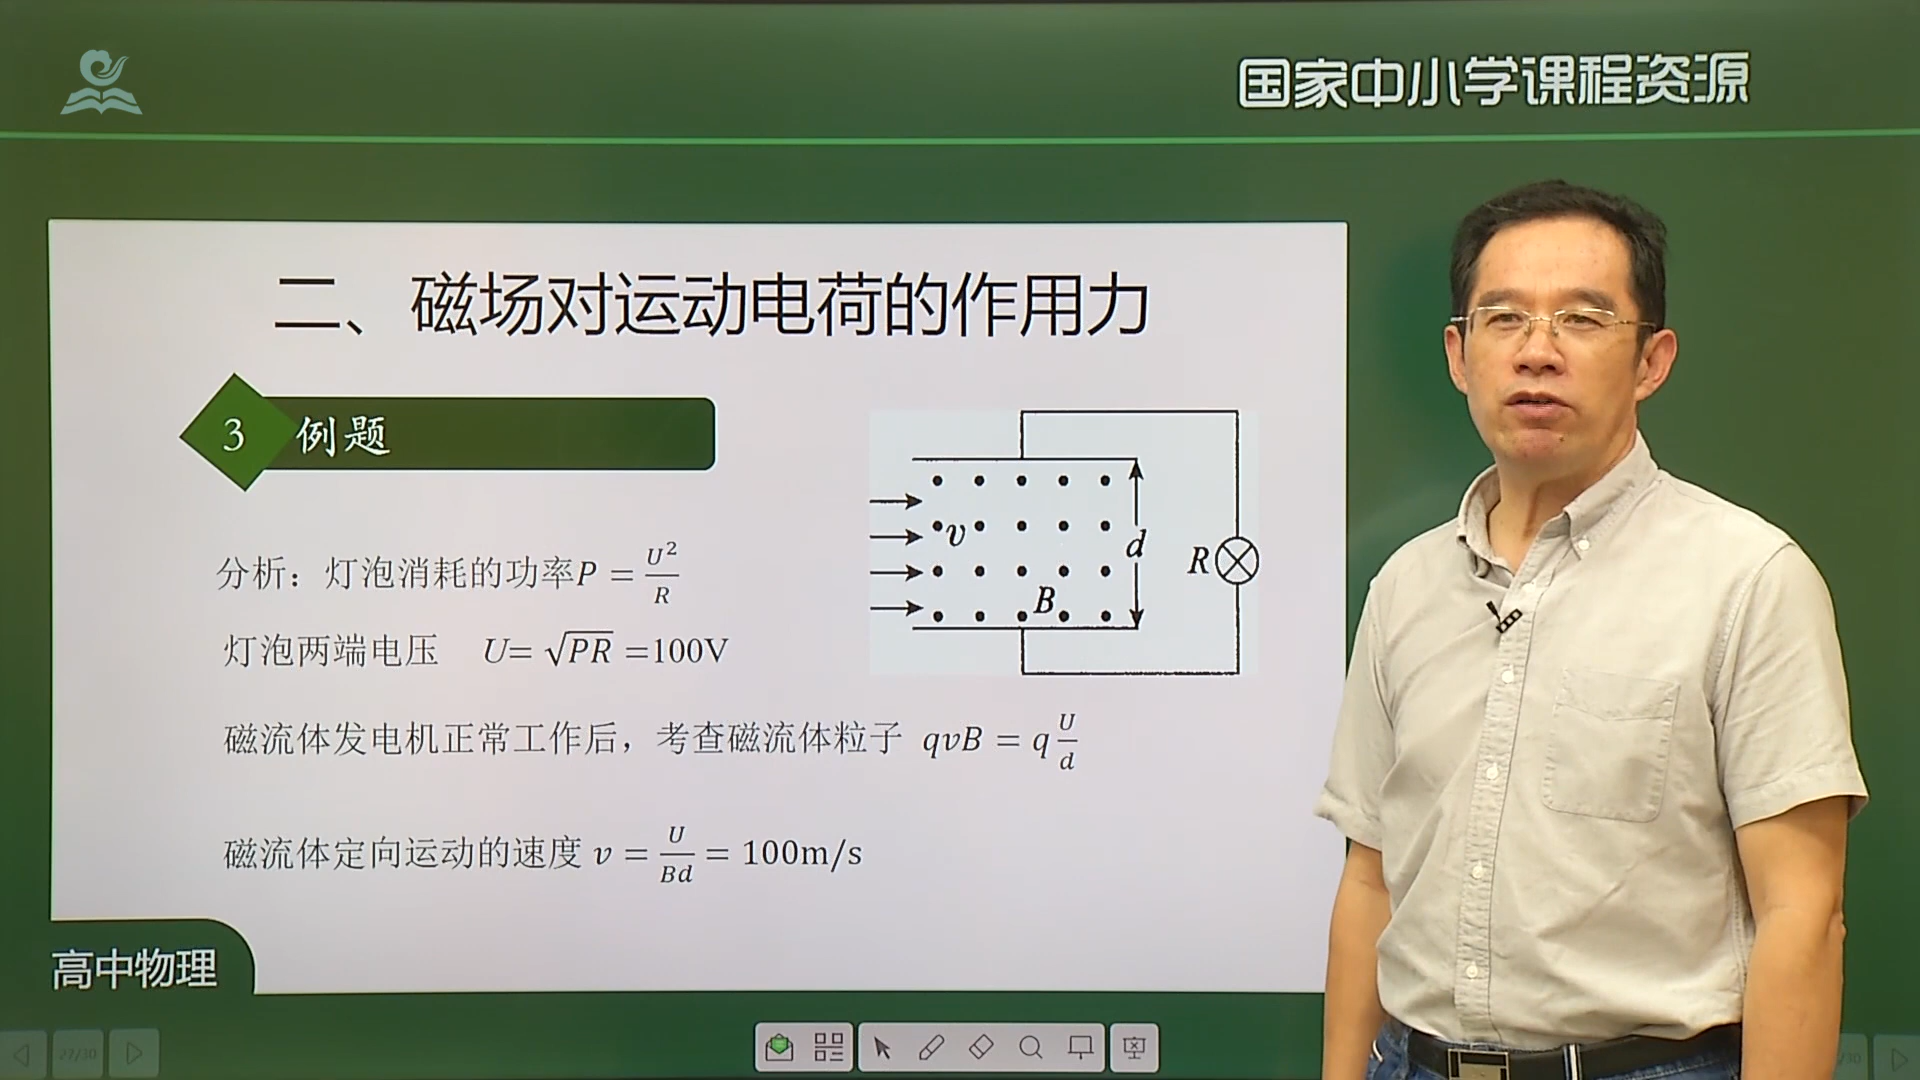 国家中小学课程资源
二、磁场对运动电荷的作用力
3 例题
v
d
B
R
分析：灯泡消耗的功率P = U²/R
灯泡两端电压 U= √PR =100V
磁流体发电机正常工作后，考查磁流体粒子 qvB = q U/d
磁流体定向运动的速度 v = U/Bd = 100m/s
高中物理
22/30